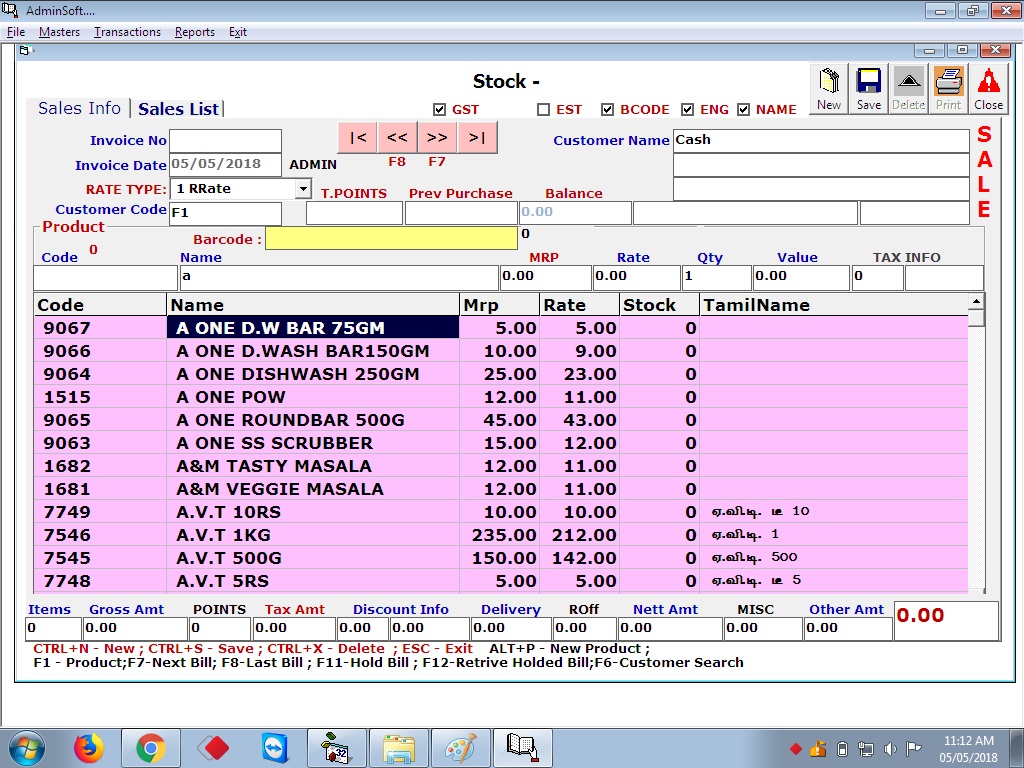 AdminSoft....
File Masters Transactions Reports Exit
Stock -
New Save Delete Print Close
Sales Info Sales List
GST EST BCODE ENG NAME
Invoice No
|< << >> >|
Customer Name Cash
SALE
Invoice Date 05/05/2018 ADMIN F8 F7
RATE TYPE: 1 RRate T.POINTS Prev Purchase Balance
Customer Code F1 0.00
Product
Barcode : 0
Code 0 Name MRP Rate Qty Value TAX INFO
a 0.00 0.00 1 0.00 0
Code Name Mrp Rate Stock TamilName
9067 A ONE D.W BAR 75GM 5.00 5.00 0
9066 A ONE D.WASH BAR150GM 10.00 9.00 0
9064 A ONE DISHWASH 250GM 25.00 23.00 0
1515 A ONE POW 12.00 11.00 0
9065 A ONE ROUNDBAR 500G 45.00 43.00 0
9063 A ONE SS SCRUBBER 15.00 12.00 0
1682 A&M TASTY MASALA 12.00 11.00 0
1681 A&M VEGGIE MASALA 12.00 11.00 0
7749 A.V.T 10RS 10.00 10.00 0 ஏ.வி.டி. டீ 10
7546 A.V.T 1KG 235.00 212.00 0 ஏ.வி.டி. 1
7545 A.V.T 500G 150.00 142.00 0 ஏ.வி.டி. 500
7748 A.V.T 5RS 5.00 5.00 0 ஏ.வி.டி. டீ 5
Items Gross Amt POINTS Tax Amt Discount Info Delivery ROff Nett Amt MISC Other Amt 0.00
0 0.00 0 0.00 0.00 0.00 0.00 0.00 0.00 0.00 0.00
CTRL+N - New ; CTRL+S - Save ; CTRL+X - Delete ; ESC - Exit ALT+P - New Product ;
F1 - Product;F7-Next Bill; F8-Last Bill ; F11-Hold Bill ; F12-Retrive Holded Bill;F6-Customer Search
32
11:12 AM
05/05/2018